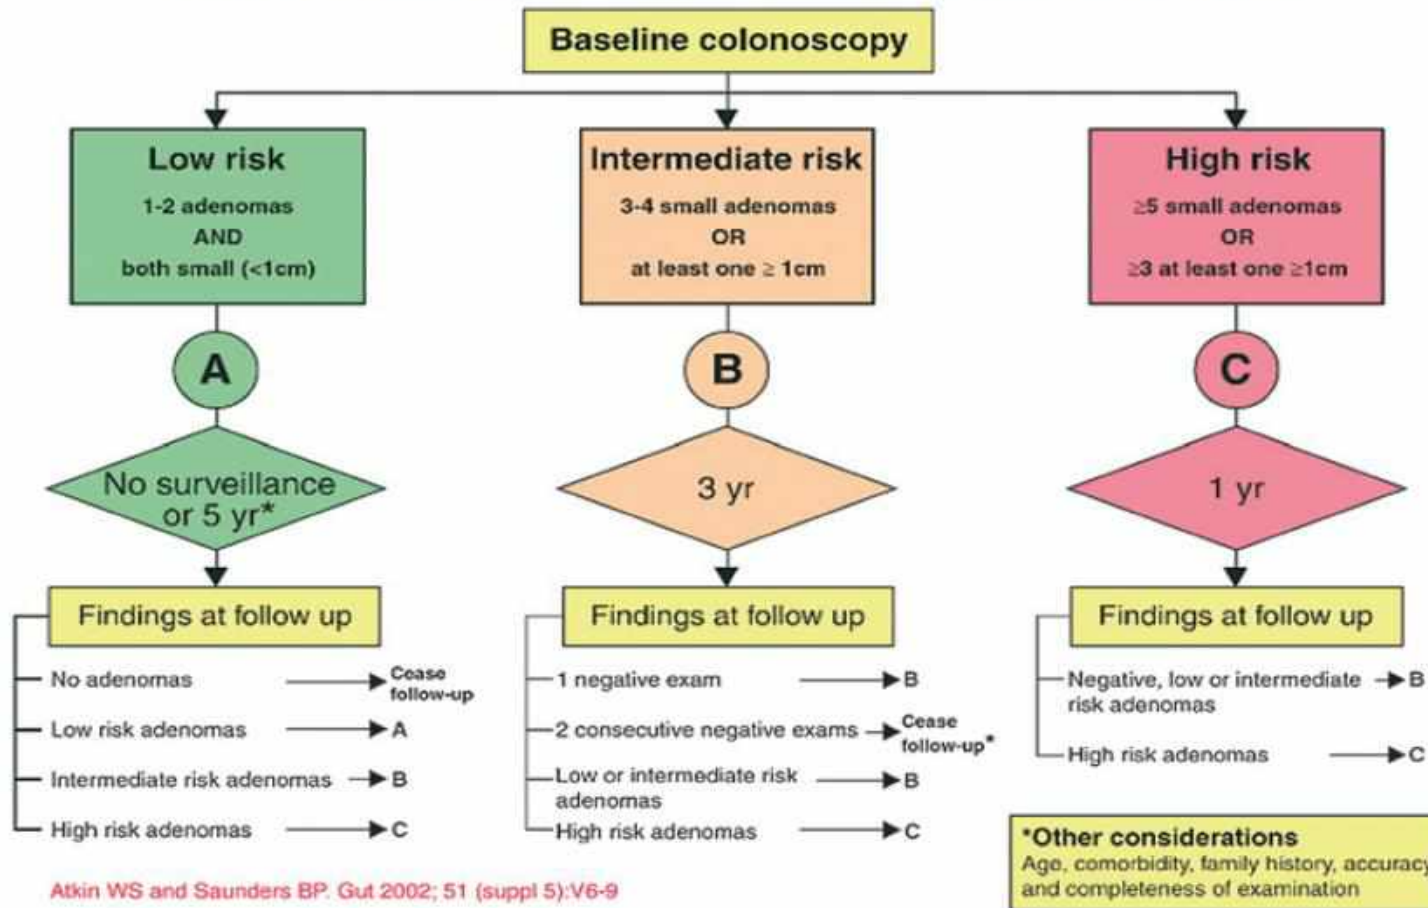 Baseline colonoscopy
Low risk
1-2 adenomas
AND
both small (<1cm)
A
No surveillance
or 5 yr*
Findings at follow up
No adenomas
Cease
follow-up
Low risk adenomas
A
Intermediate risk adenomas
B
High risk adenomas
C
Intermediate risk
3-4 small adenomas
OR
at least one ≥ 1cm
B
3 yr
Findings at follow up
1 negative exam
B
2 consecutive negative exams
Cease
follow-up*
Low or intermediate risk
adenomas
B
High risk adenomas
C
High risk
≥5 small adenomas
OR
≥3 at least one ≥1cm
C
1 yr
Findings at follow up
Negative, low or intermediate
risk adenomas
B
High risk adenomas
C
*Other considerations
Age, comorbidity, family history, accuracy
and completeness of examination
Atkin WS and Saunders BP. Gut 2002; 51 (suppl 5):V6-9